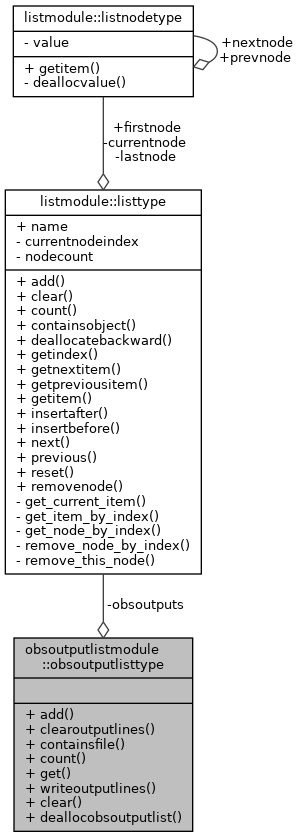 listmodule::listnodetype
- value
+ getitem()
- deallocvalue()
+nextnode
+prevnode
+firstnode
-currentnode
-lastnode
listmodule::listtype
+ name
- currentnodeindex
- nodecount
+ add()
+ clear()
+ count()
+ containsobject()
+ deallocatebackward()
+ getindex()
+ getnextitem()
+ getpreviousitem()
+ getitem()
+ insertafter()
+ insertbefore()
+ next()
+ previous()
+ reset()
+ removenode()
- get_current_item()
- get_item_by_index()
- get_node_by_index()
- remove_node_by_index()
- remove_this_node()
-obsoutputs
obsoutputlistmodule
::obsoutputlisttype
+ add()
+ clearoutputlines()
+ containsfile()
+ count()
+ get()
+ writeoutputlines()
+ clear()
+ deallocobsoutputlist()